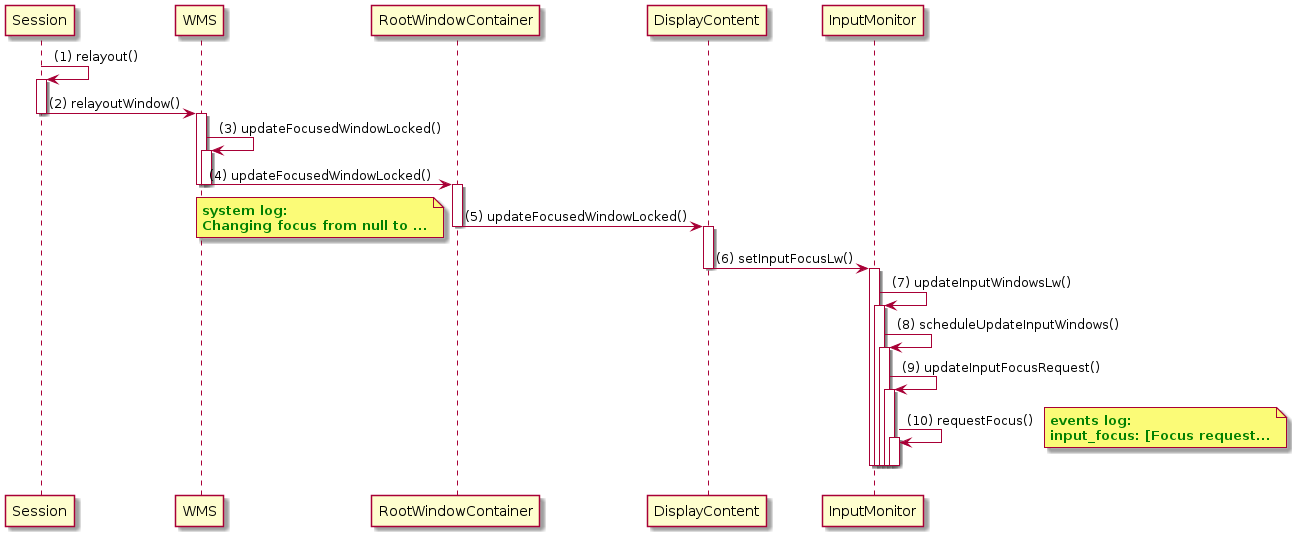 Session
WMS
RootWindowContainer
DisplayContent
InputMonitor
(1) relayout()
(2) relayoutWindow()
(3) updateFocusedWindowLocked()
(4) updateFocusedWindowLocked()
system log:
Changing focus from null to ...
(5) updateFocusedWindowLocked()
(6) setInputFocusLw()
(7) updateInputWindowsLw()
(8) scheduleUpdateInputWindows()
(9) updateInputFocusRequest()
(10) requestFocus()
events log:
input_focus: [Focus request...
Session
WMS
RootWindowContainer
DisplayContent
InputMonitor